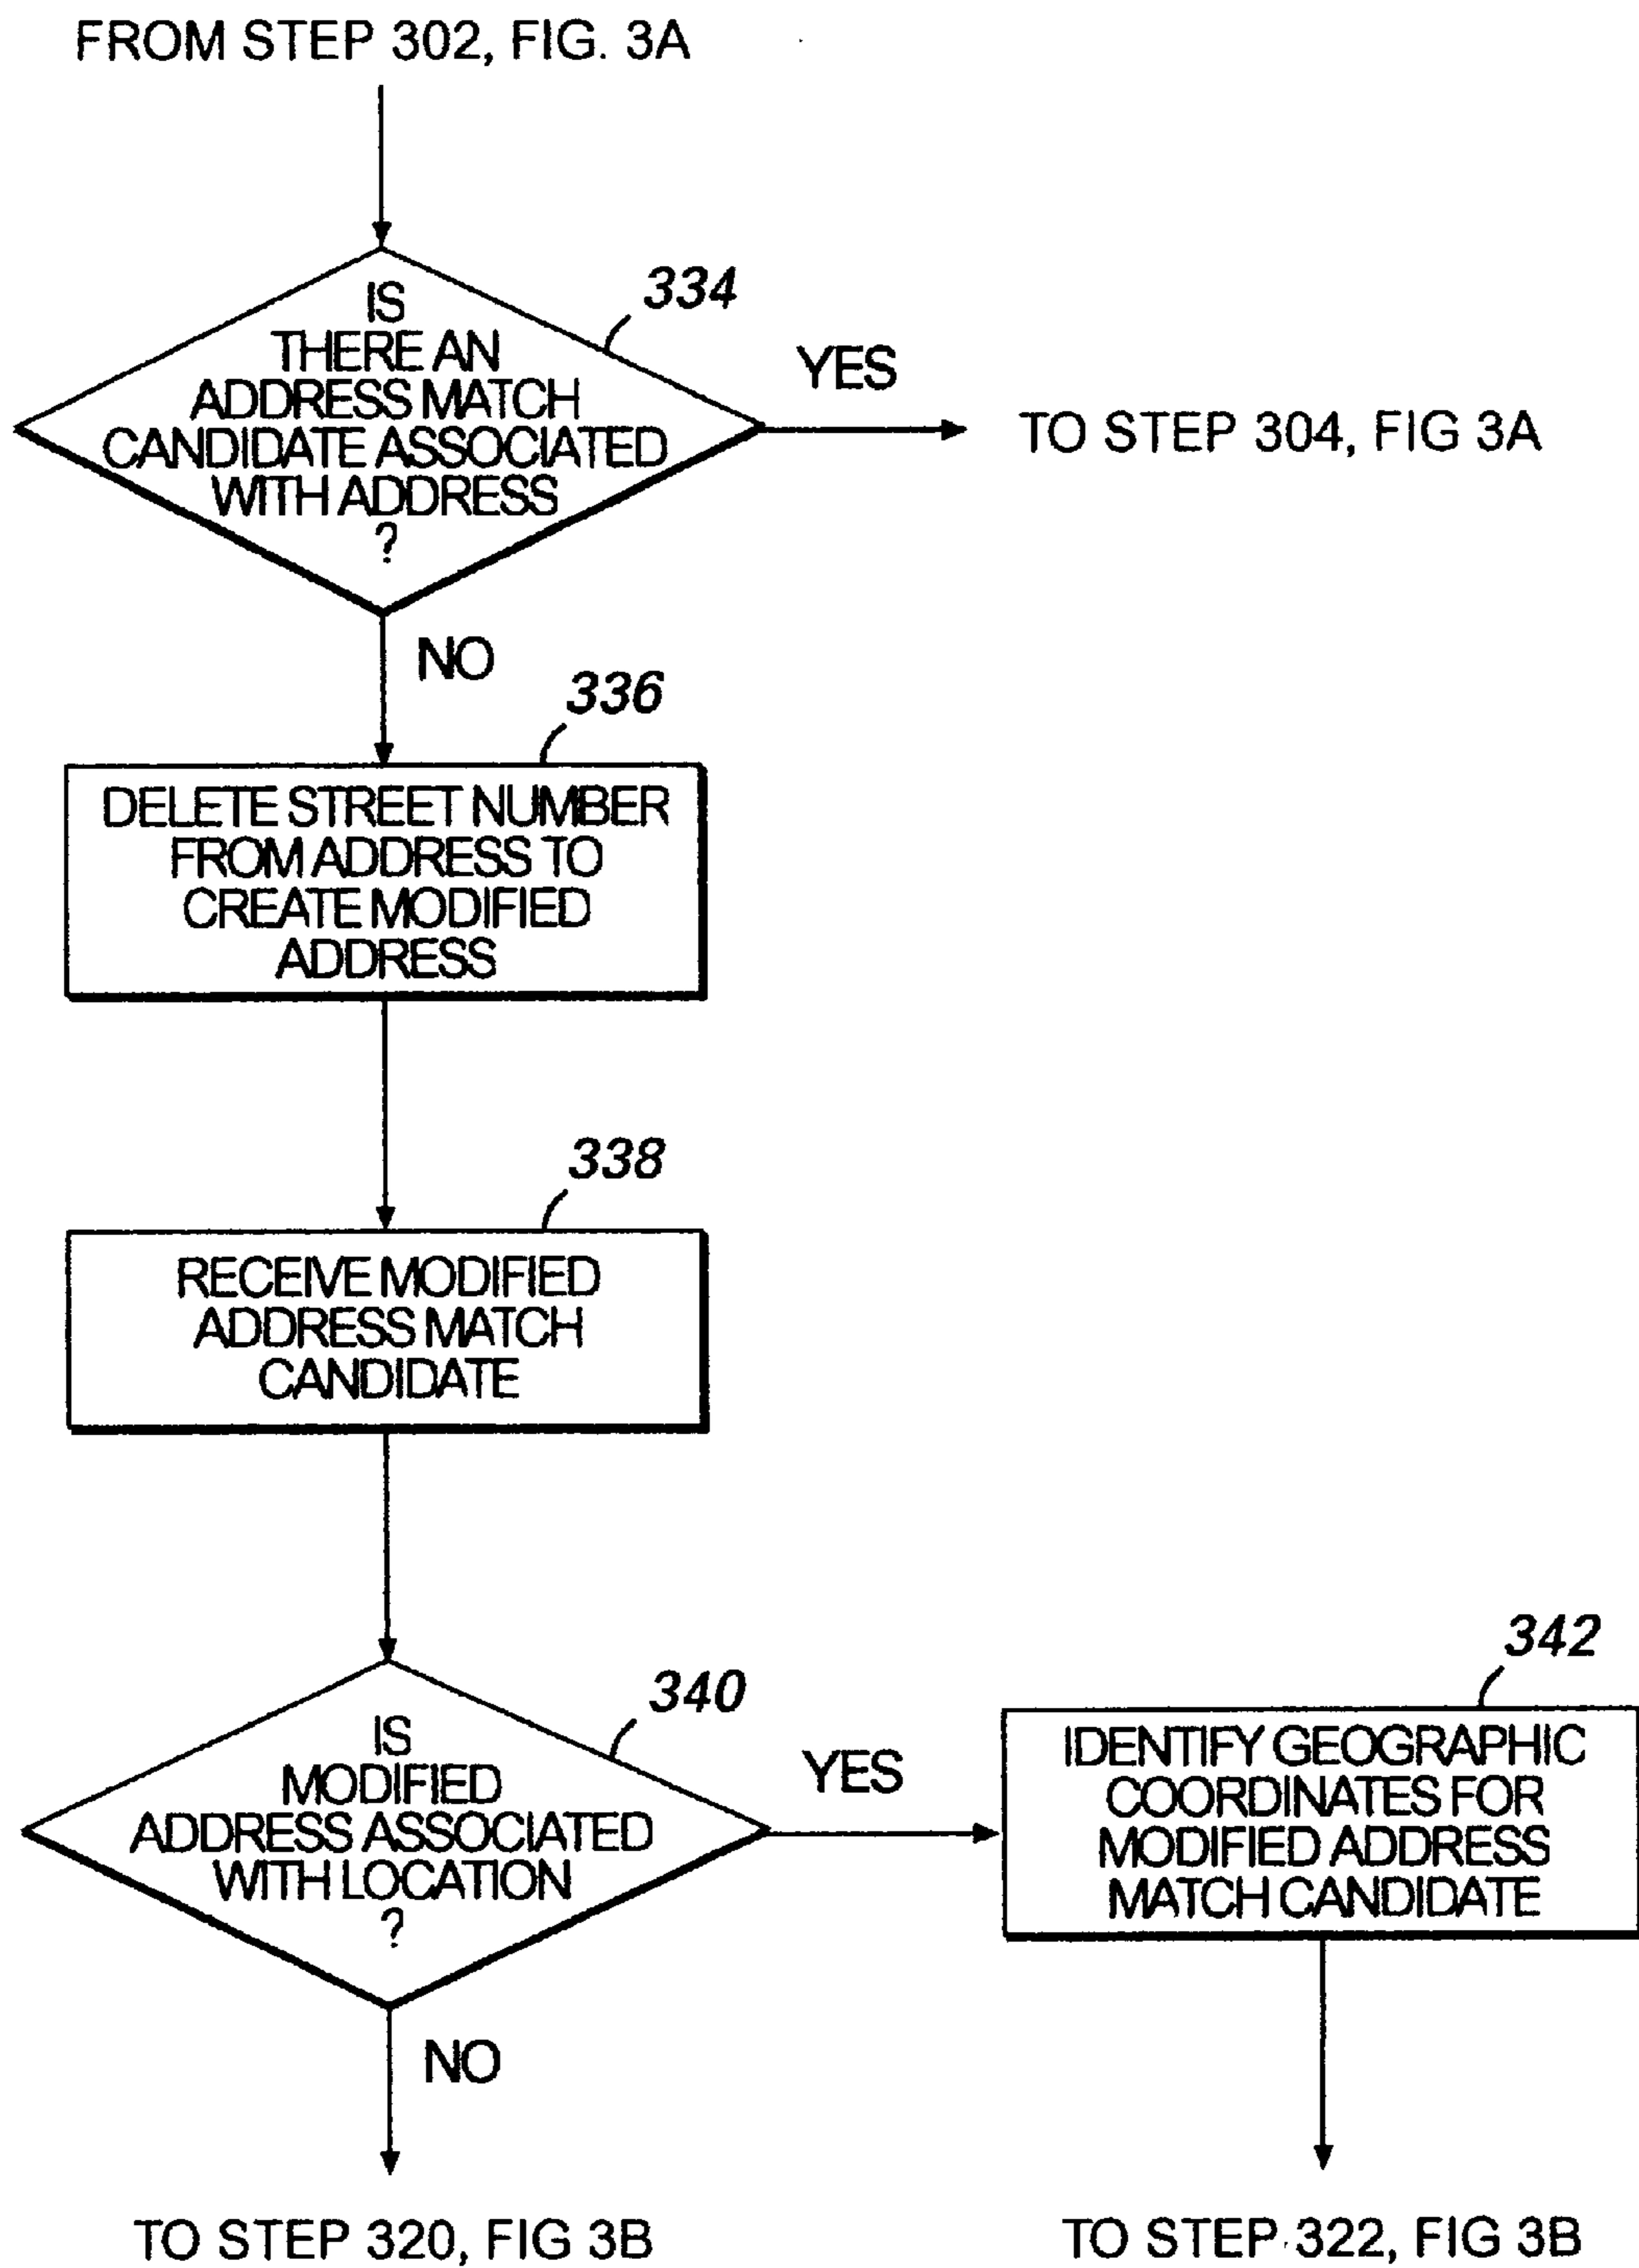 FROM STEP 302, FIG. 3A
334
IS
THERE AN
ADDRESS MATCH
CANDIDATE ASSOCIATED
WITH ADDRESS
?
YES
TO STEP 304, FIG 3A
NO
336
DELETE STREET NUMBER
FROM ADDRESS TO
CREATE MODIFIED
ADDRESS
338
RECEIVE MODIFIED
ADDRESS MATCH
CANDIDATE
340
IS
MODIFIED
ADDRESS ASSOCIATED
WITH LOCATION
?
YES
342
IDENTIFY GEOGRAPHIC
COORDINATES FOR
MODIFIED ADDRESS
MATCH CANDIDATE
NO
TO STEP 320, FIG 3B
TO STEP 322, FIG 3B